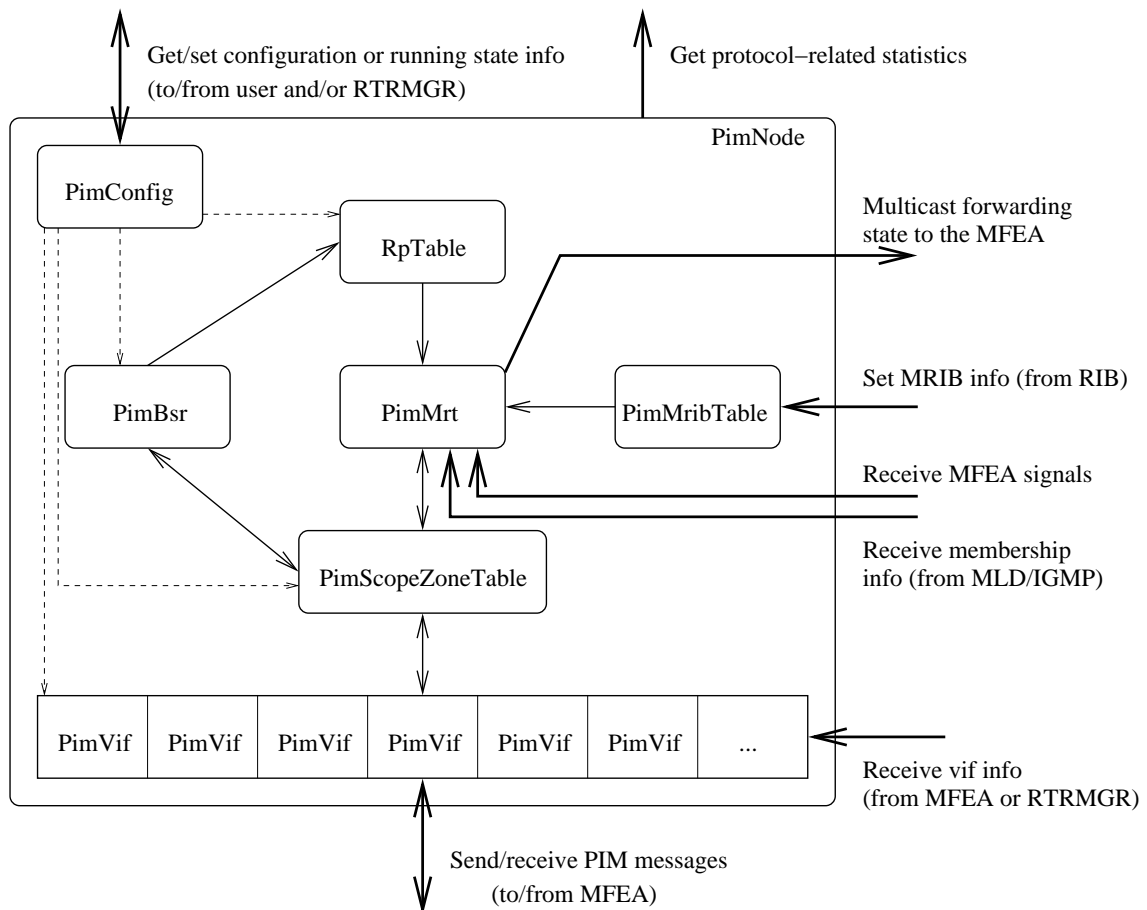 Get/set configuration or running state info
(to/from user and/or RTRMGR)
Get protocol−related statistics
PimNode
PimConfig
RpTable
Multicast forwarding
state to the MFEA
PimBsr
PimMrt
PimMribTable
Set MRIB info (from RIB)
Receive MFEA signals
Receive membership
info (from MLD/IGMP)
PimScopeZoneTable
PimVif PimVif PimVif PimVif PimVif PimVif ...
Receive vif info
(from MFEA or RTRMGR)
Send/receive PIM messages
(to/from MFEA)